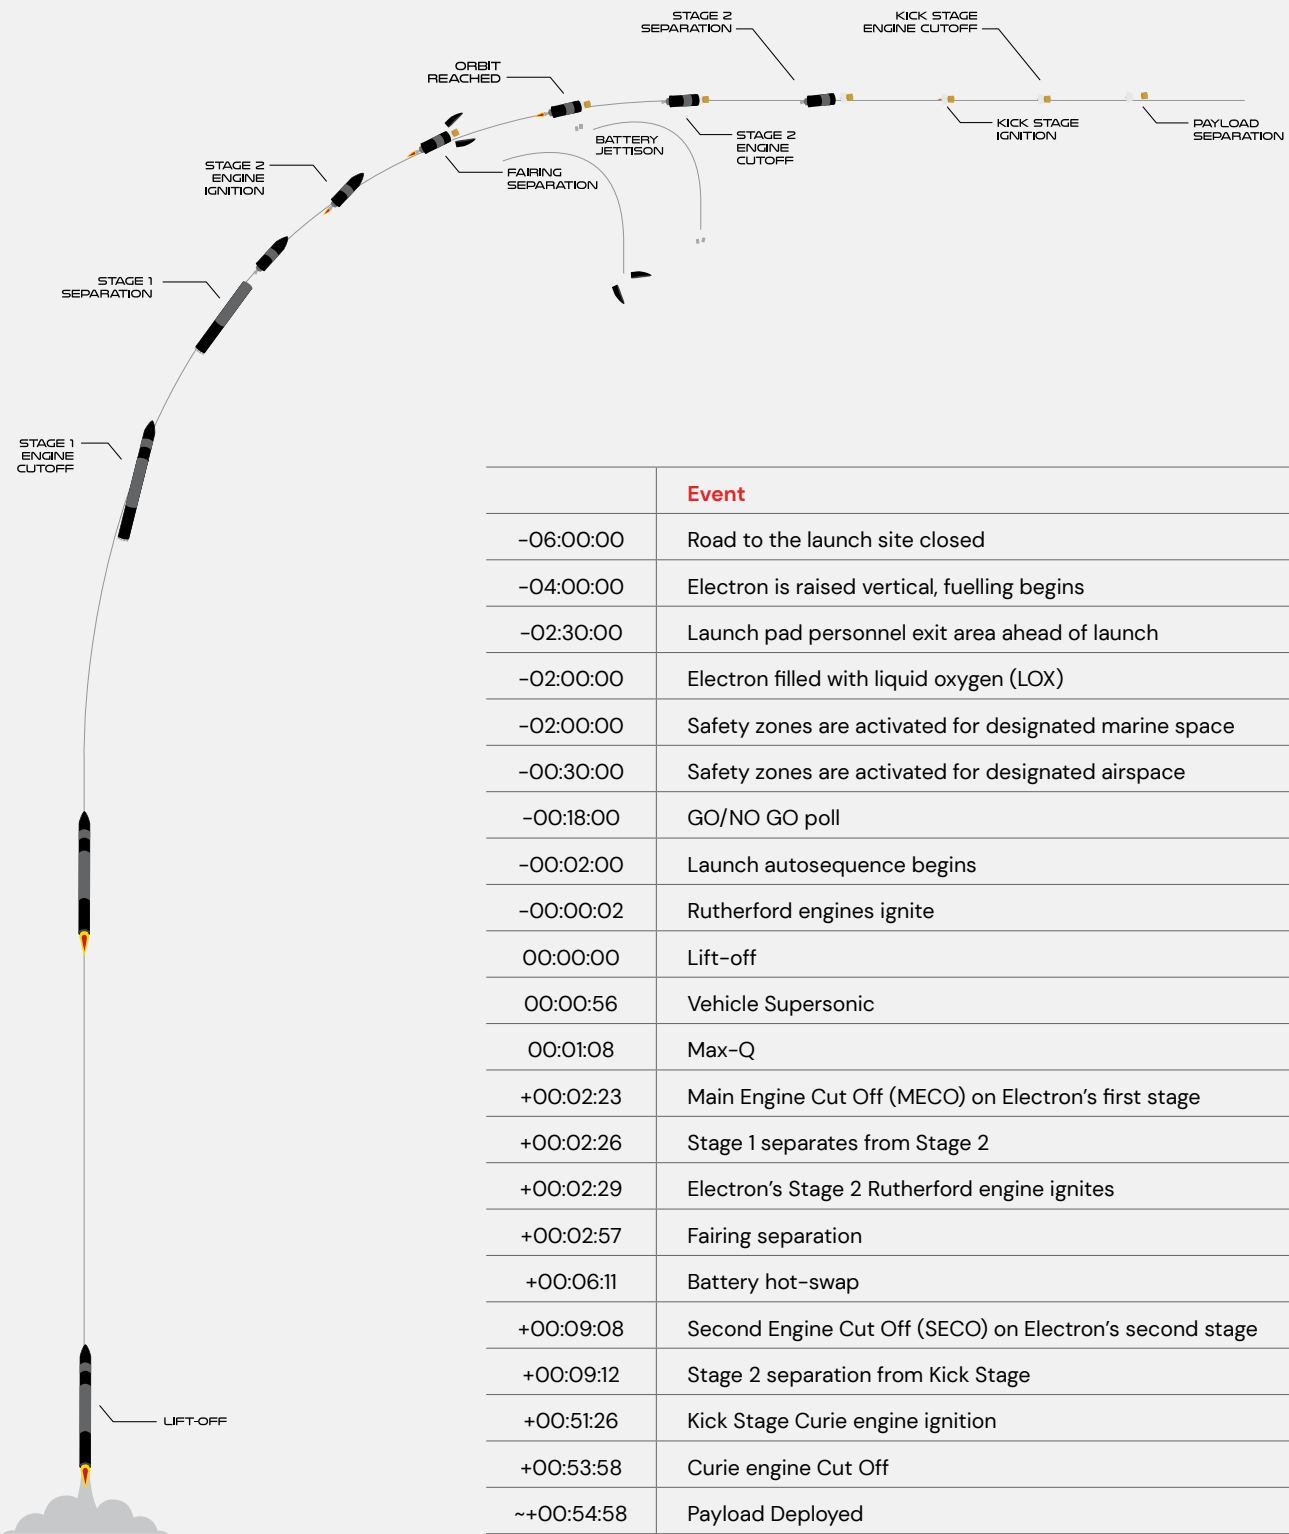 STAGE 2
SEPARATION
KICK STAGE
ENGINE CUTOFF
ORBIT
REACHED
BATTERY
JETTISON
STAGE 2
ENGINE
CUTOFF
KICK STAGE
IGNITION
PAYLOAD
SEPARATION
STAGE 2
ENGINE
IGNITION
FAIRING
SEPARATION
STAGE 1
SEPARATION
STAGE 1
ENGINE
CUTOFF
LIFT-OFF
Event
-06:00:00 Road to the launch site closed
-04:00:00 Electron is raised vertical, fuelling begins
-02:30:00 Launch pad personnel exit area ahead of launch
-02:00:00 Electron filled with liquid oxygen (LOX)
-02:00:00 Safety zones are activated for designated marine space
-00:30:00 Safety zones are activated for designated airspace
-00:18:00 GO/NO GO poll
-00:02:00 Launch autosequence begins
-00:00:02 Rutherford engines ignite
00:00:00 Lift-off
00:00:56 Vehicle Supersonic
00:01:08 Max-Q
+00:02:23 Main Engine Cut Off (MECO) on Electron's first stage
+00:02:26 Stage 1 separates from Stage 2
+00:02:29 Electron's Stage 2 Rutherford engine ignites
+00:02:57 Fairing separation
+00:06:11 Battery hot-swap
+00:09:08 Second Engine Cut Off (SECO) on Electron's second stage
+00:09:12 Stage 2 separation from Kick Stage
+00:51:26 Kick Stage Curie engine ignition
+00:53:58 Curie engine Cut Off
~+00:54:58 Payload Deployed